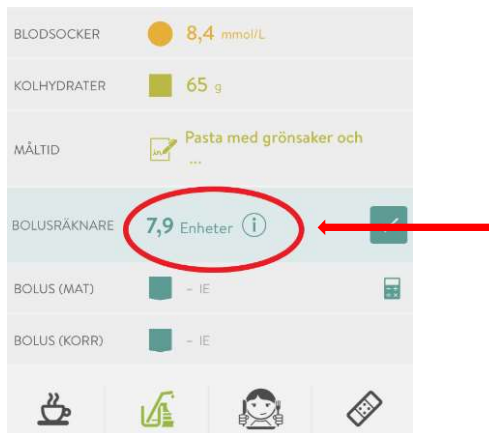 BLODSOCKER 8,4 mmol/L
KOLHYDRATER 65 g
MÅLTID Pasta med grönsaker och
...
BOLUSRÄKNARE 7,9 Enheter i
BOLUS (MAT) – IE
BOLUS (KORR) – IE